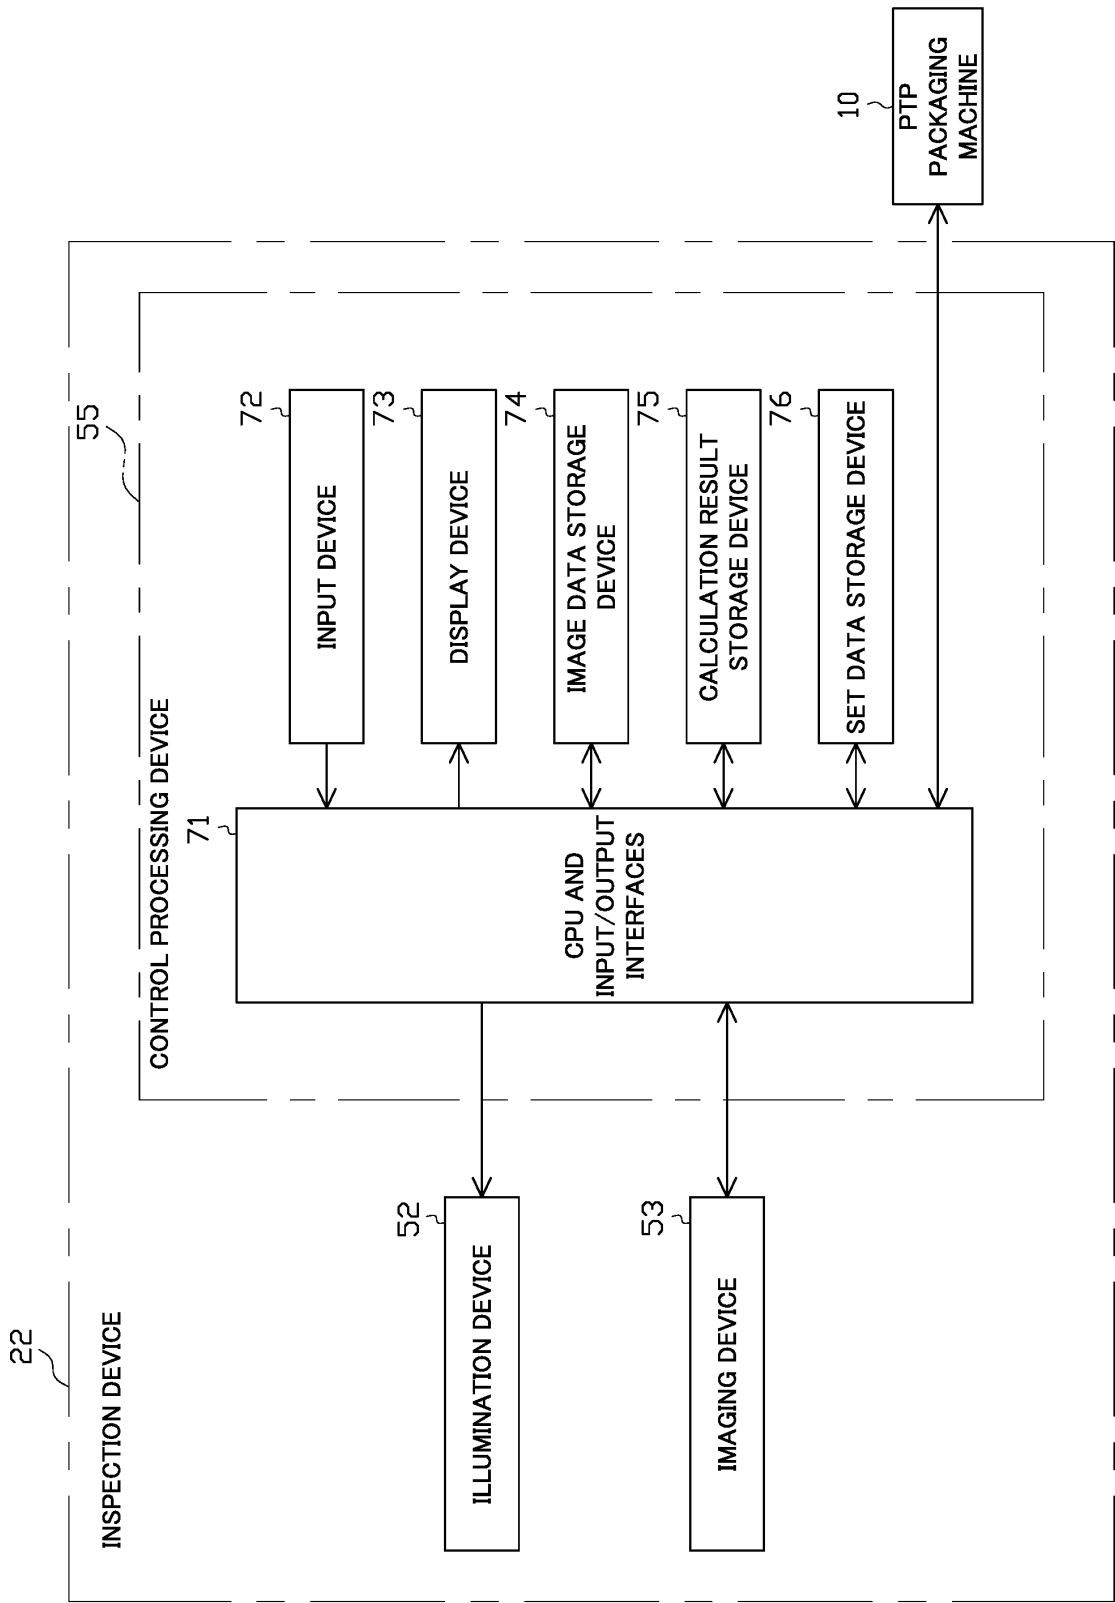 22
INSPECTION DEVICE
55
CONTROL PROCESSING DEVICE
52
ILLUMINATION DEVICE
53
IMAGING DEVICE
71
CPU AND
INPUT/OUTPUT
INTERFACES
72
INPUT DEVICE
73
DISPLAY DEVICE
74
IMAGE DATA STORAGE
DEVICE
75
CALCULATION RESULT
STORAGE DEVICE
76
SET DATA STORAGE DEVICE
10
PTP
PACKAGING
MACHINE